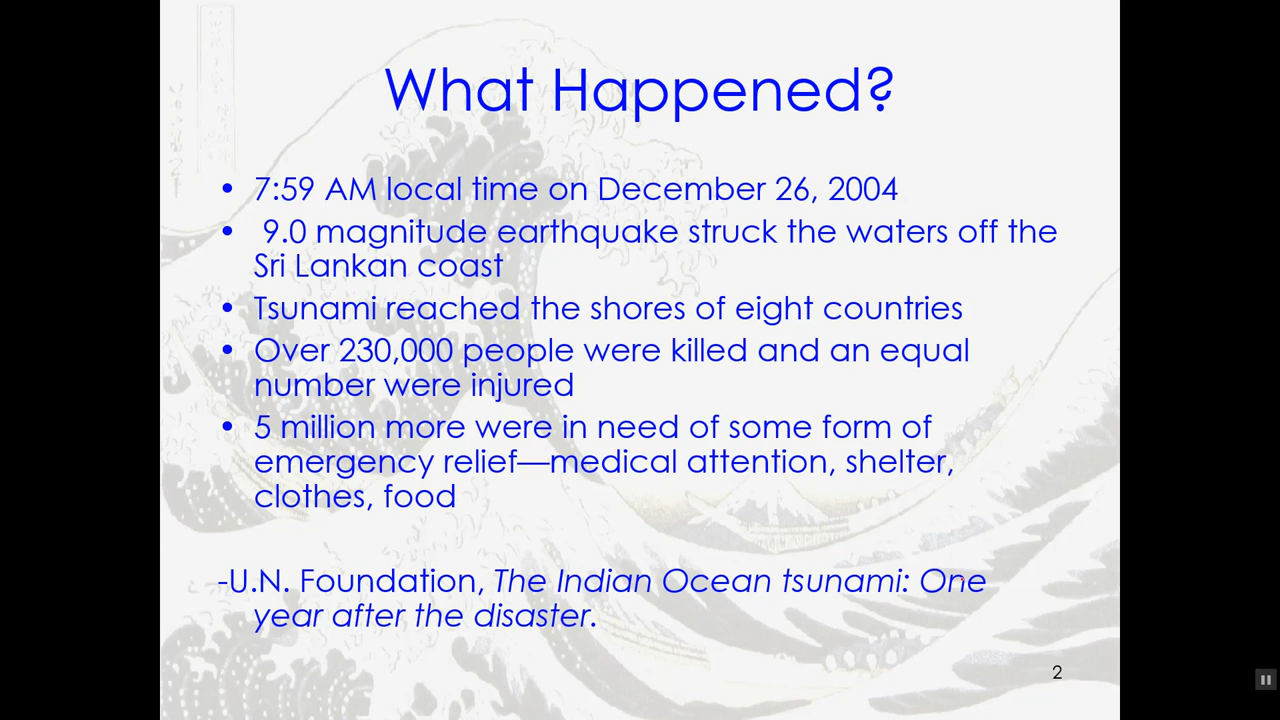 What Happened?
• 7:59 AM local time on December 26, 2004
• 9.0 magnitude earthquake struck the waters off the
Sri Lankan coast
• Tsunami reached the shores of eight countries
• Over 230,000 people were killed and an equal
number were injured
• 5 million more were in need of some form of
emergency relief—medical attention, shelter,
clothes, food
-U.N. Foundation, The Indian Ocean tsunami: One
year after the disaster.
2